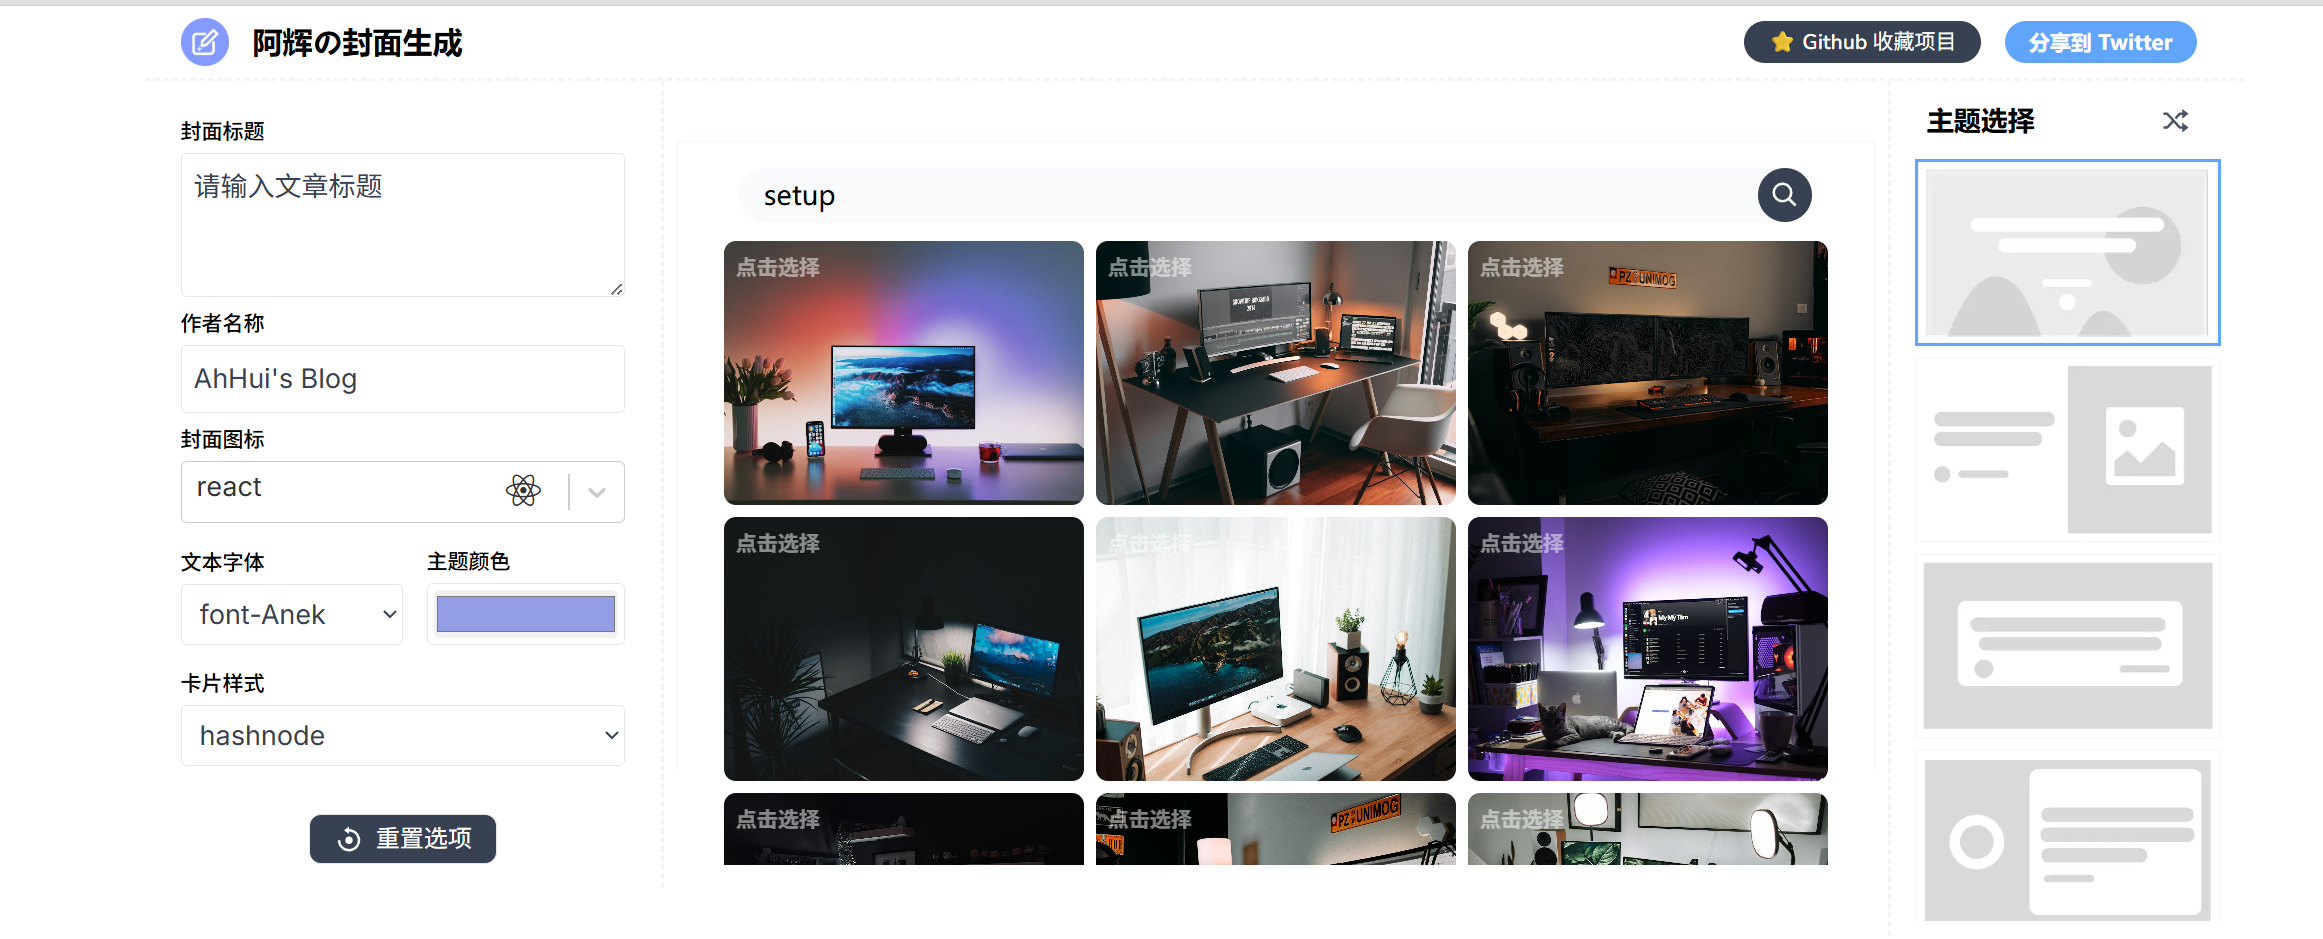 阿辉の封面生成
Github 收藏项目
分享到 Twitter
封面标题
请输入文章标题
作者名称
AhHui's Blog
封面图标
react
文本字体
主题颜色
font-Anek
卡片样式
hashnode
重置选项
setup
点击选择
点击选择
点击选择
PZ UNIMOG
点击选择
点击选择
点击选择
My My Tim
点击选择
点击选择
PZ UNIMOG
点击选择
主题选择